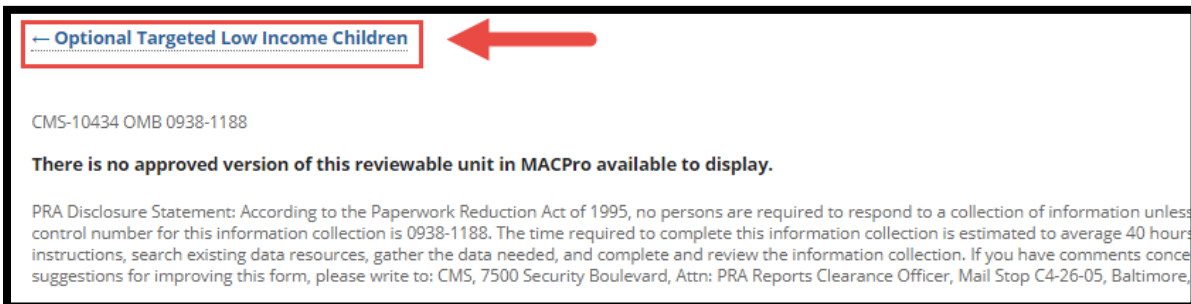 ← Optional Targeted Low Income Children
CMS-10434 OMB 0938-1188
There is no approved version of this reviewable unit in MACPro available to display.
PRA Disclosure Statement: According to the Paperwork Reduction Act of 1995, no persons are required to respond to a collection of information unless
control number for this information collection is 0938-1188. The time required to complete this information collection is estimated to average 40 hours
instructions, search existing data resources, gather the data needed, and complete and review the information collection. If you have comments conce
suggestions for improving this form, please write to: CMS, 7500 Security Boulevard, Attn: PRA Reports Clearance Officer, Mail Stop C4-26-05, Baltimore,